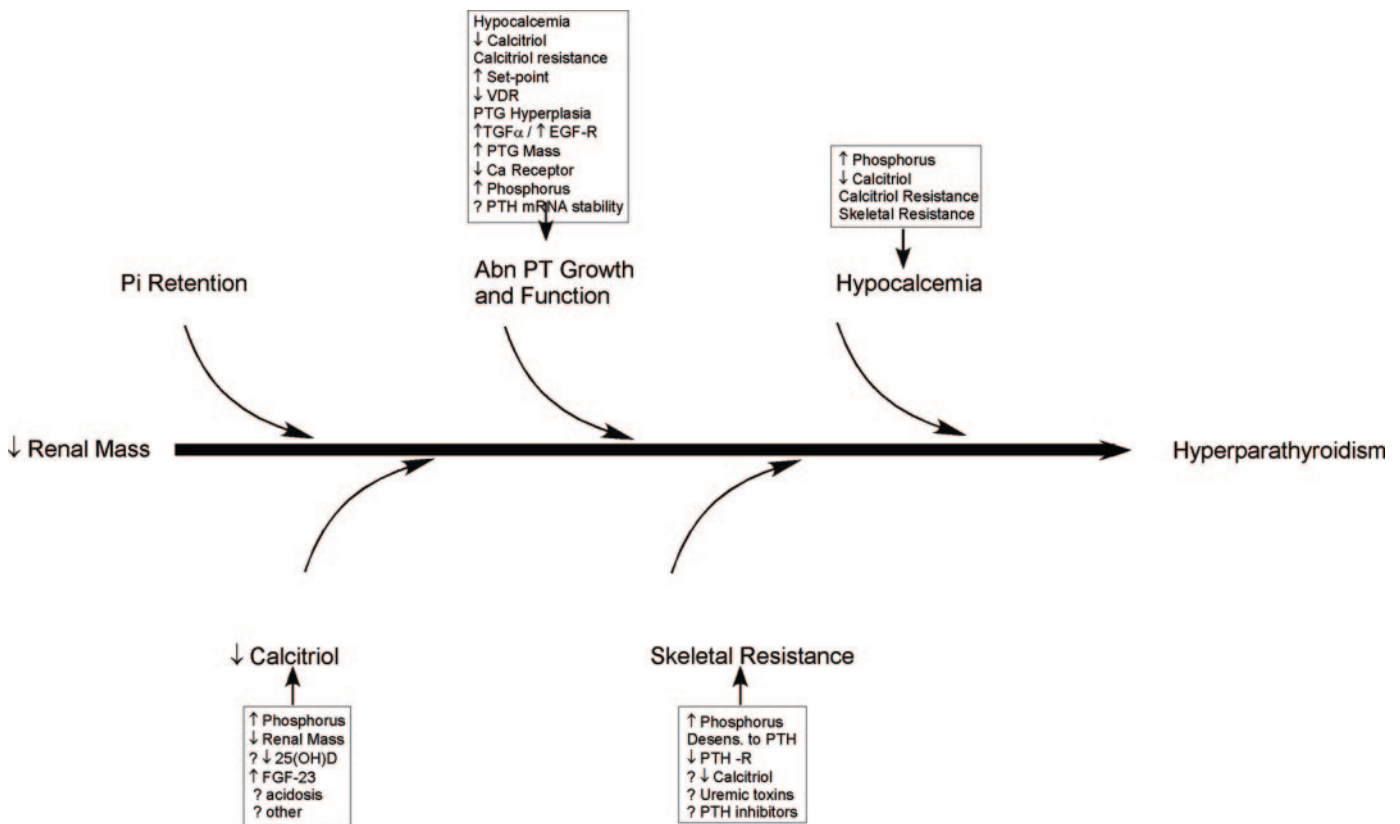 Hypocalcemia
↓ Calcitriol
Calcitriol resistance
↑ Set-point
↓ VDR
PTG Hyperplasia
↑TGFα / ↑ EGF-R
↑ PTG Mass
↓ Ca Receptor
↑ Phosphorus
? PTH mRNA stability
↑ Phosphorus
↓ Calcitriol
Calcitriol Resistance
Skeletal Resistance
Pi Retention
Abn PT Growth
and Function
Hypocalcemia
↓ Renal Mass
Hyperparathyroidism
↓ Calcitriol
Skeletal Resistance
↑ Phosphorus
↓ Renal Mass
? ↓ 25(OH)D
↑ FGF-23
? acidosis
? other
↑ Phosphorus
Desens. to PTH
↓ PTH -R
? ↓ Calcitriol
? Uremic toxins
? PTH inhibitors